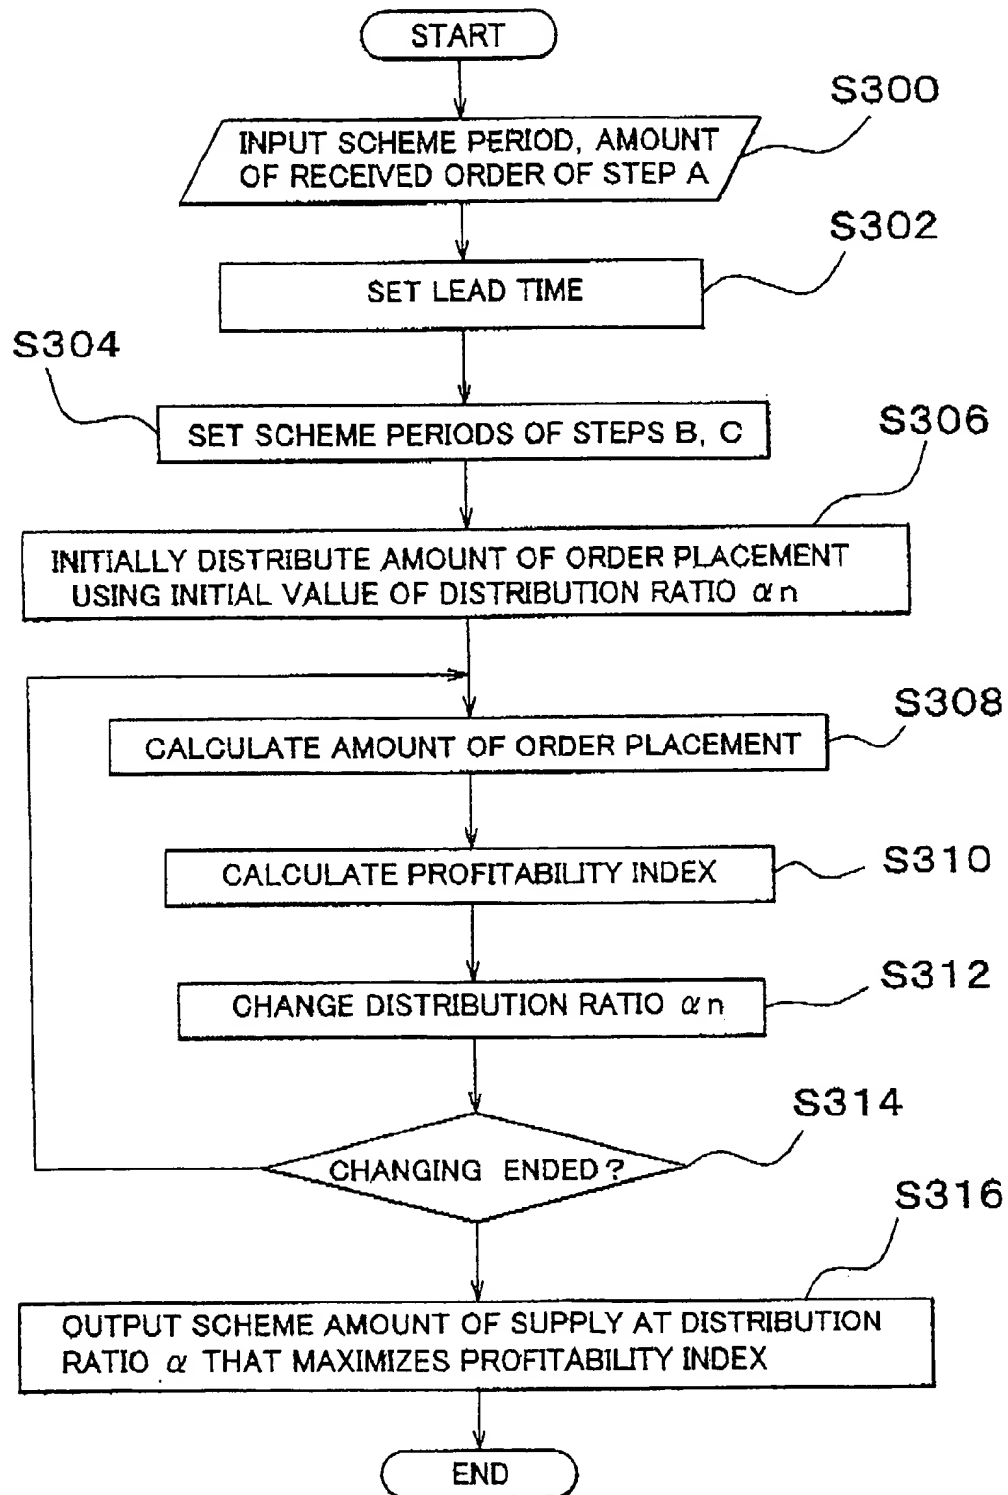 START
S300
INPUT SCHEME PERIOD, AMOUNT
OF RECEIVED ORDER OF STEP A
S302
SET LEAD TIME
S304
SET SCHEME PERIODS OF STEPS B, C
S306
INITIALLY DISTRIBUTE AMOUNT OF ORDER PLACEMENT
USING INITIAL VALUE OF DISTRIBUTION RATIO αn
S308
CALCULATE AMOUNT OF ORDER PLACEMENT
S310
CALCULATE PROFITABILITY INDEX
S312
CHANGE DISTRIBUTION RATIO αn
S314
CHANGING ENDED?
S316
OUTPUT SCHEME AMOUNT OF SUPPLY AT DISTRIBUTION
RATIO α THAT MAXIMIZES PROFITABILITY INDEX
END